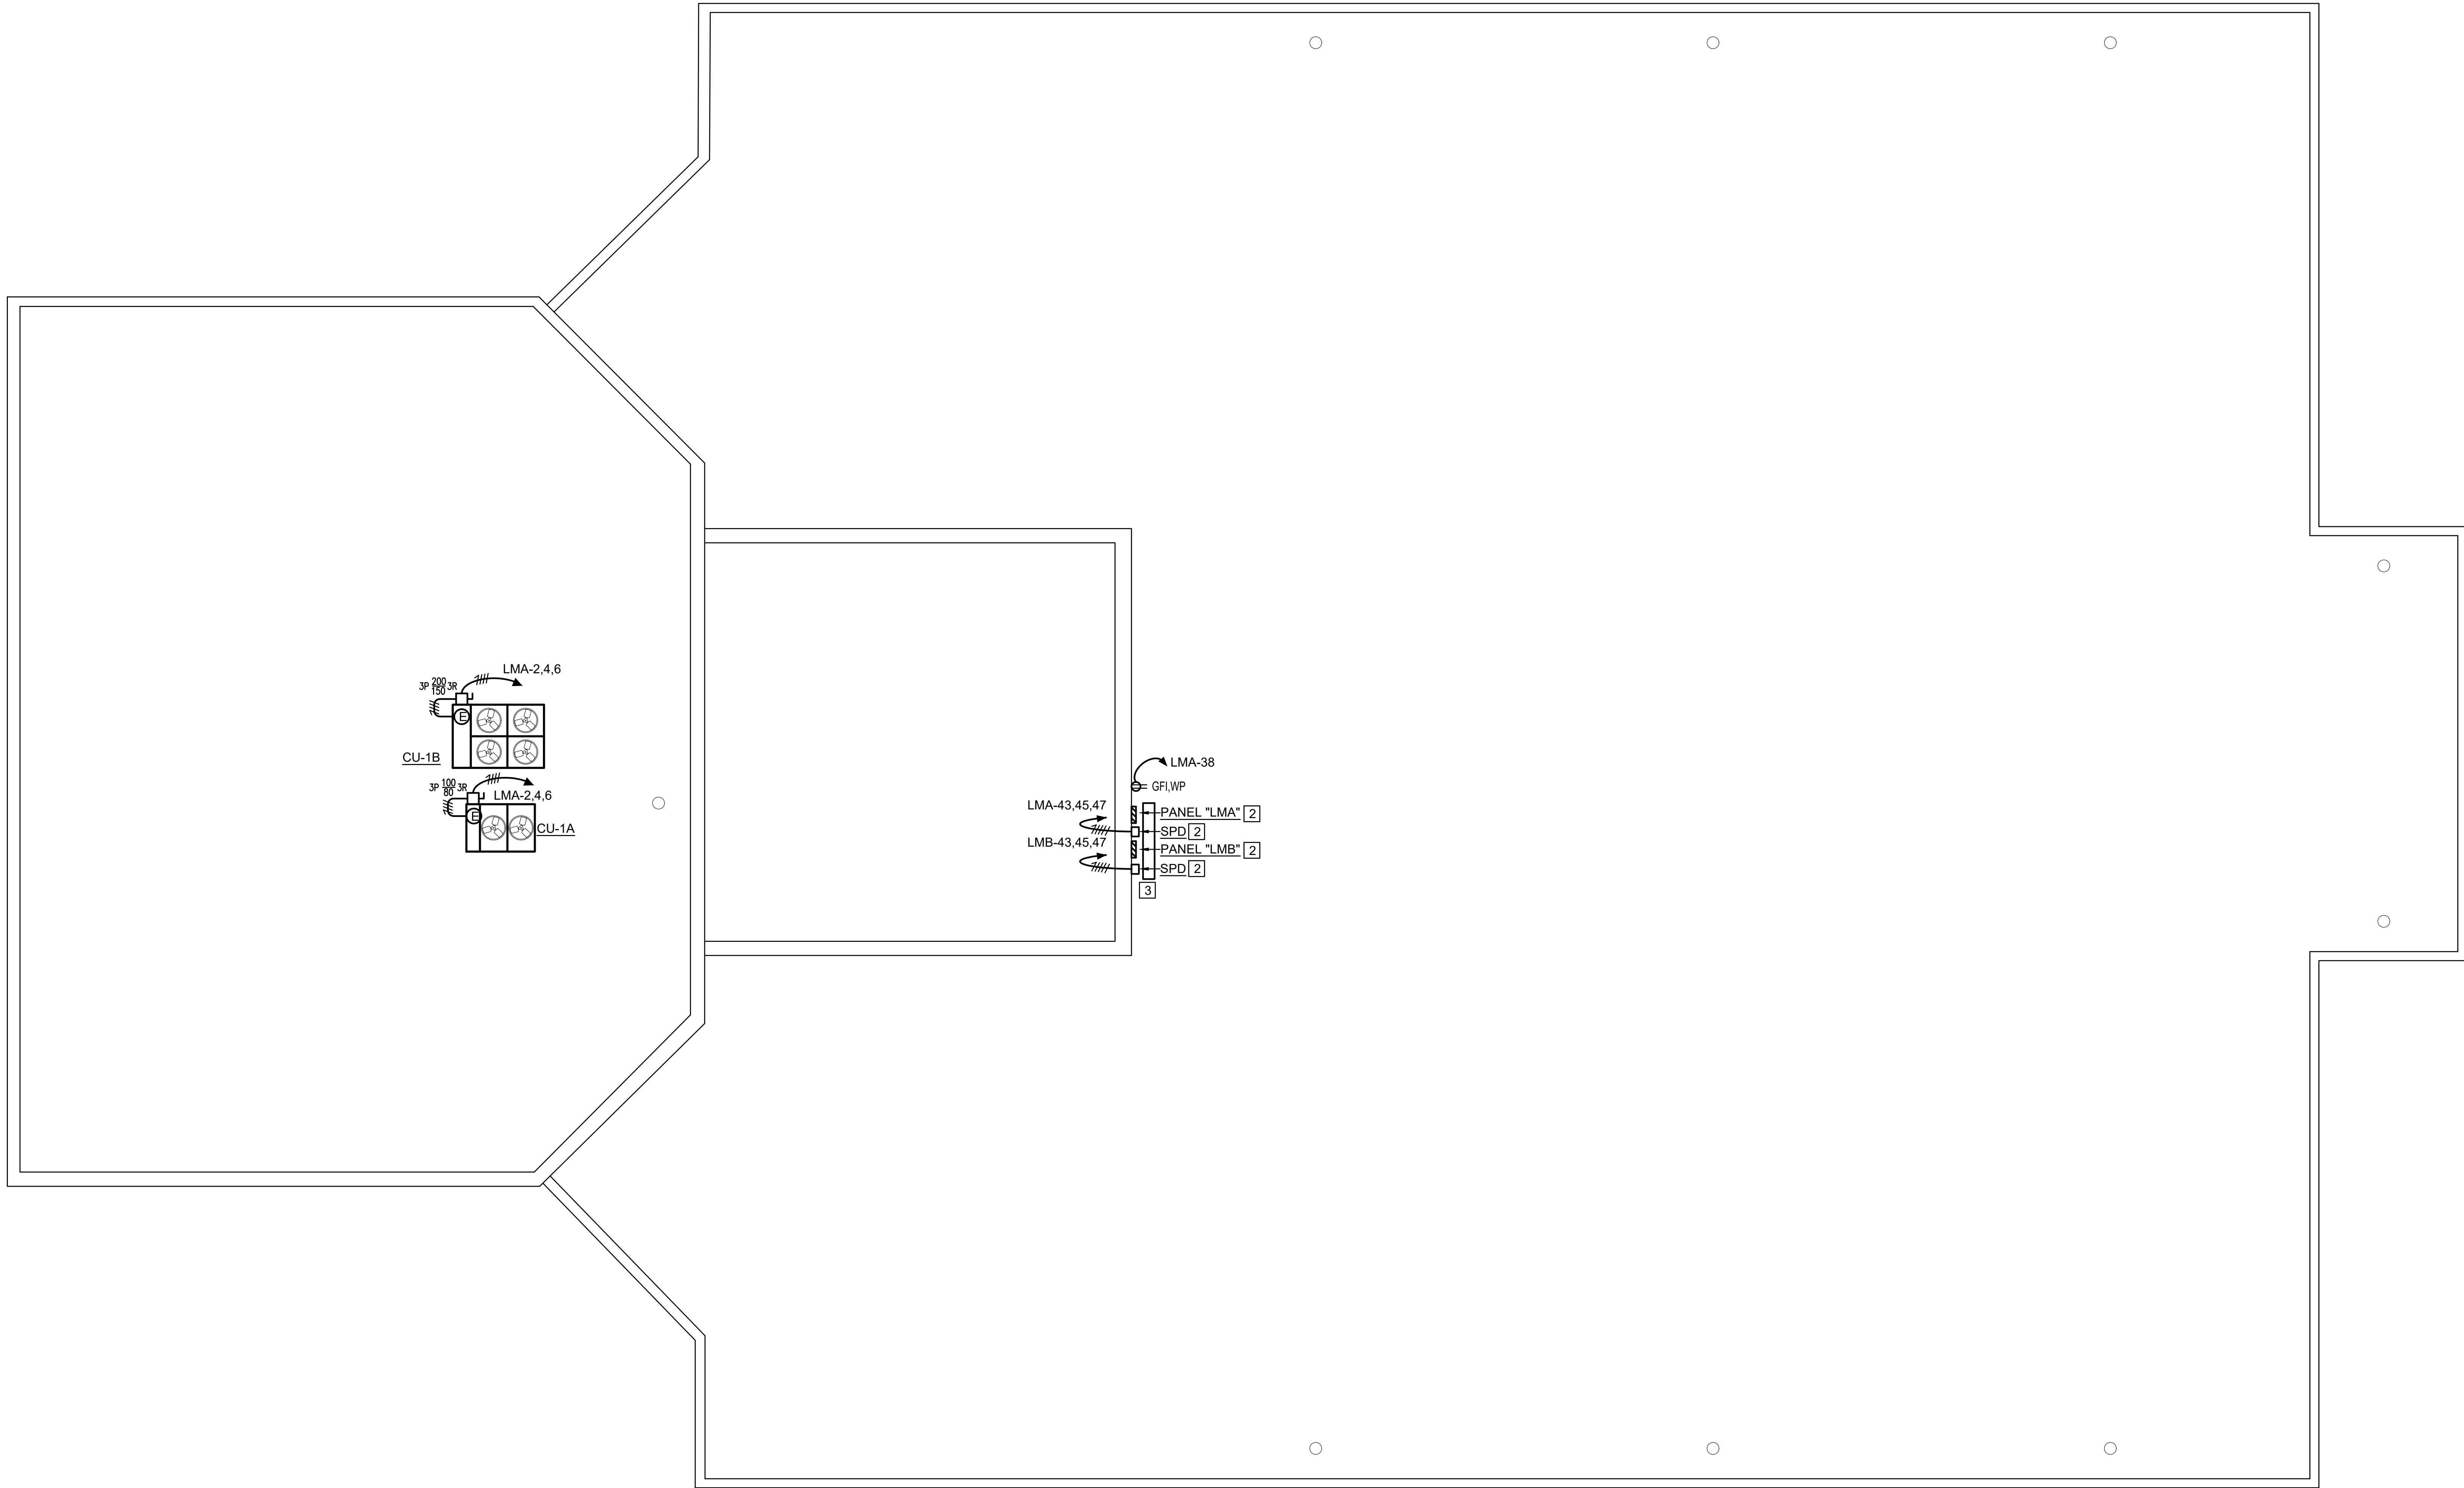 LMA-2,4,6
3P 200/150 3R
E
CU-1B
3P 100/80 3R
LMA-2,4,6
E
CU-1A
LMA-38
GFI,WP
LMA-43,45,47
PANEL "LMA" 2
SPD 2
LMB-43,45,47
PANEL "LMB" 2
SPD 2
3